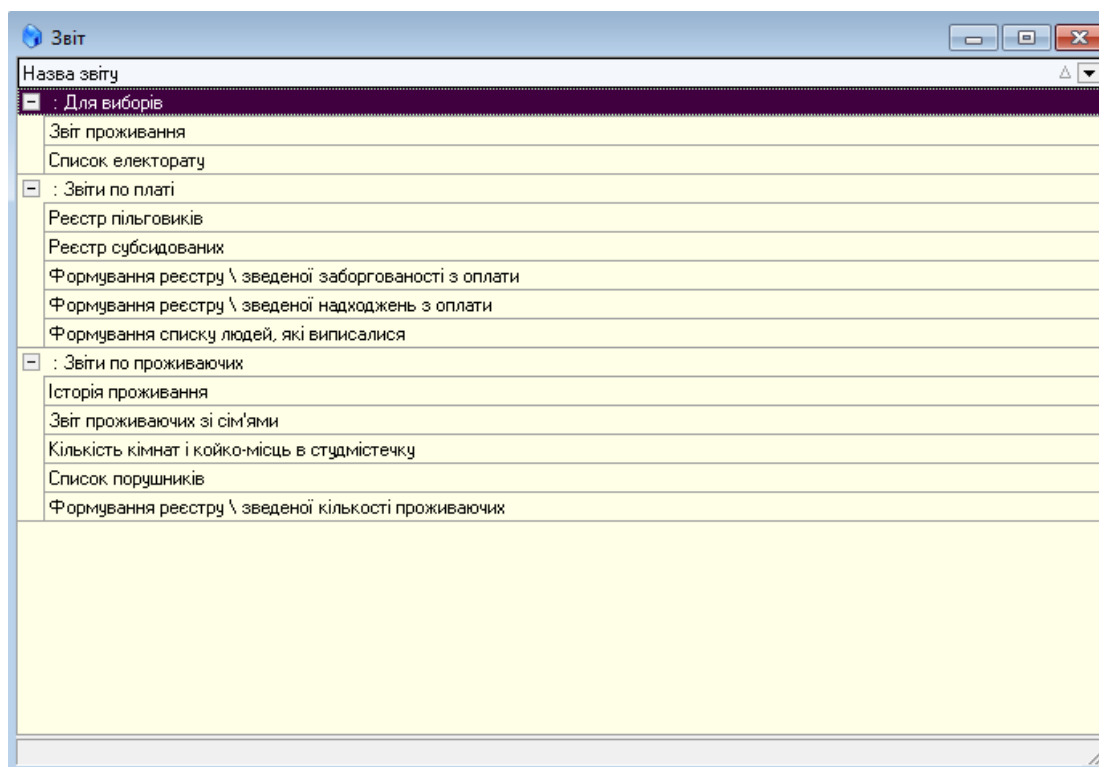 Звіт
Назва звіту
: Для виборів
Звіт проживання
Список електорату
: Звіти по платі
Реєстр пільговиків
Реєстр субсидованих
Формування реєстру \ зведеної заборгованості з оплати
Формування реєстру \ зведеної надходжень з оплати
Формування списку людей, які виписалися
: Звіти по проживаючих
Історія проживання
Звіт проживаючих зі сім'ями
Кількість кімнат і койко-місць в студмістечку
Список порушників
Формування реєстру \ зведеної кількості проживаючих